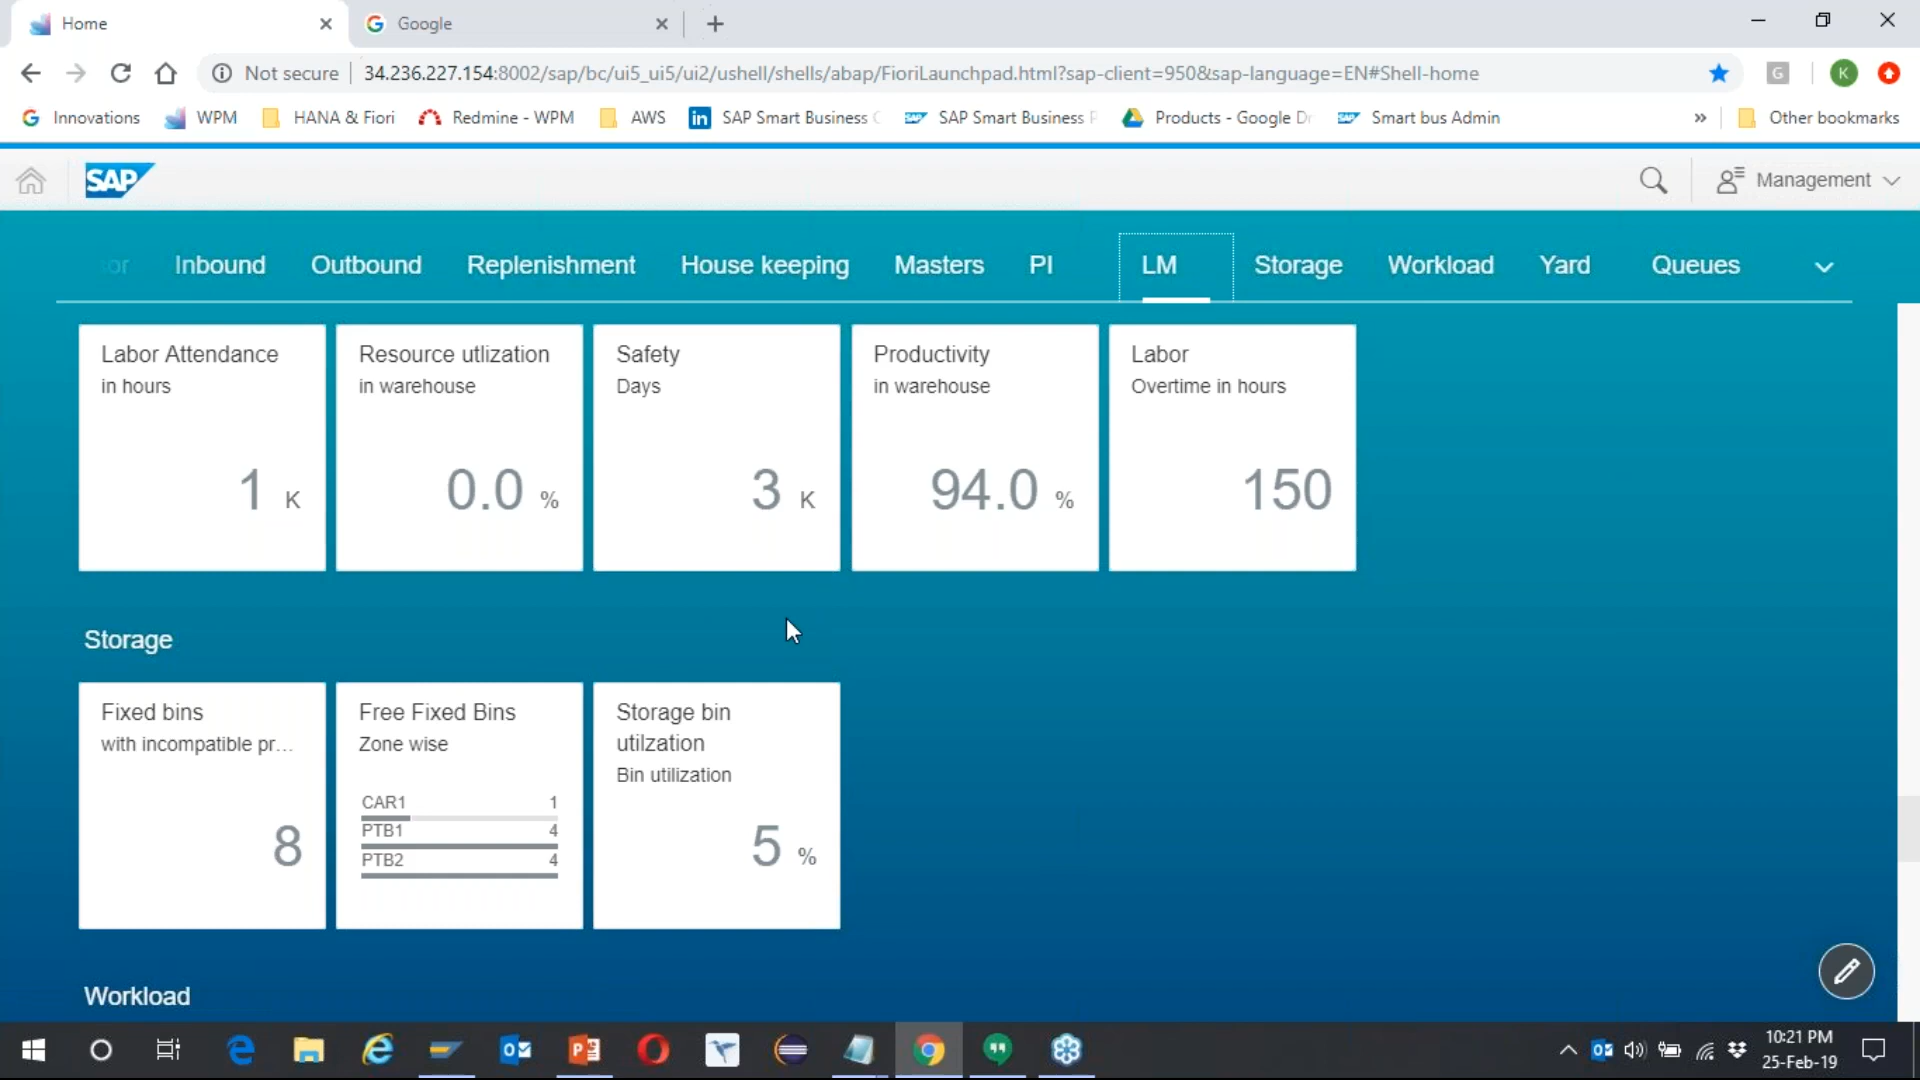 Home
Google
Not secure
34.236.227.154:8002/sap/bc/ui5_ui5/ui2/ushell/shells/abap/FioriLaunchpad.html?sap-client=950&sap-language=EN#Shell-home
G
K
Innovations
WPM
HANA & Fiori
Redmine - WPM
AWS
in
SAP Smart Business
SAP Smart Business
Products - Google
Smart bus Admin
»
Other bookmarks
SAP
Management
or
Inbound
Outbound
Replenishment
House keeping
Masters
PI
LM
Storage
Workload
Yard
Queues
Labor Attendance
in hours
1 K
Resource utlization
in warehouse
0.0 %
Safety
Days
3 K
Productivity
in warehouse
94.0 %
Labor
Overtime in hours
150
Storage
Fixed bins
with incompatible pr...
8
Free Fixed Bins
Zone wise
CAR1 1
PTB1 4
PTB2 4
Storage bin
utilzation
Bin utilization
5 %
Workload
10:21 PM
25-Feb-19